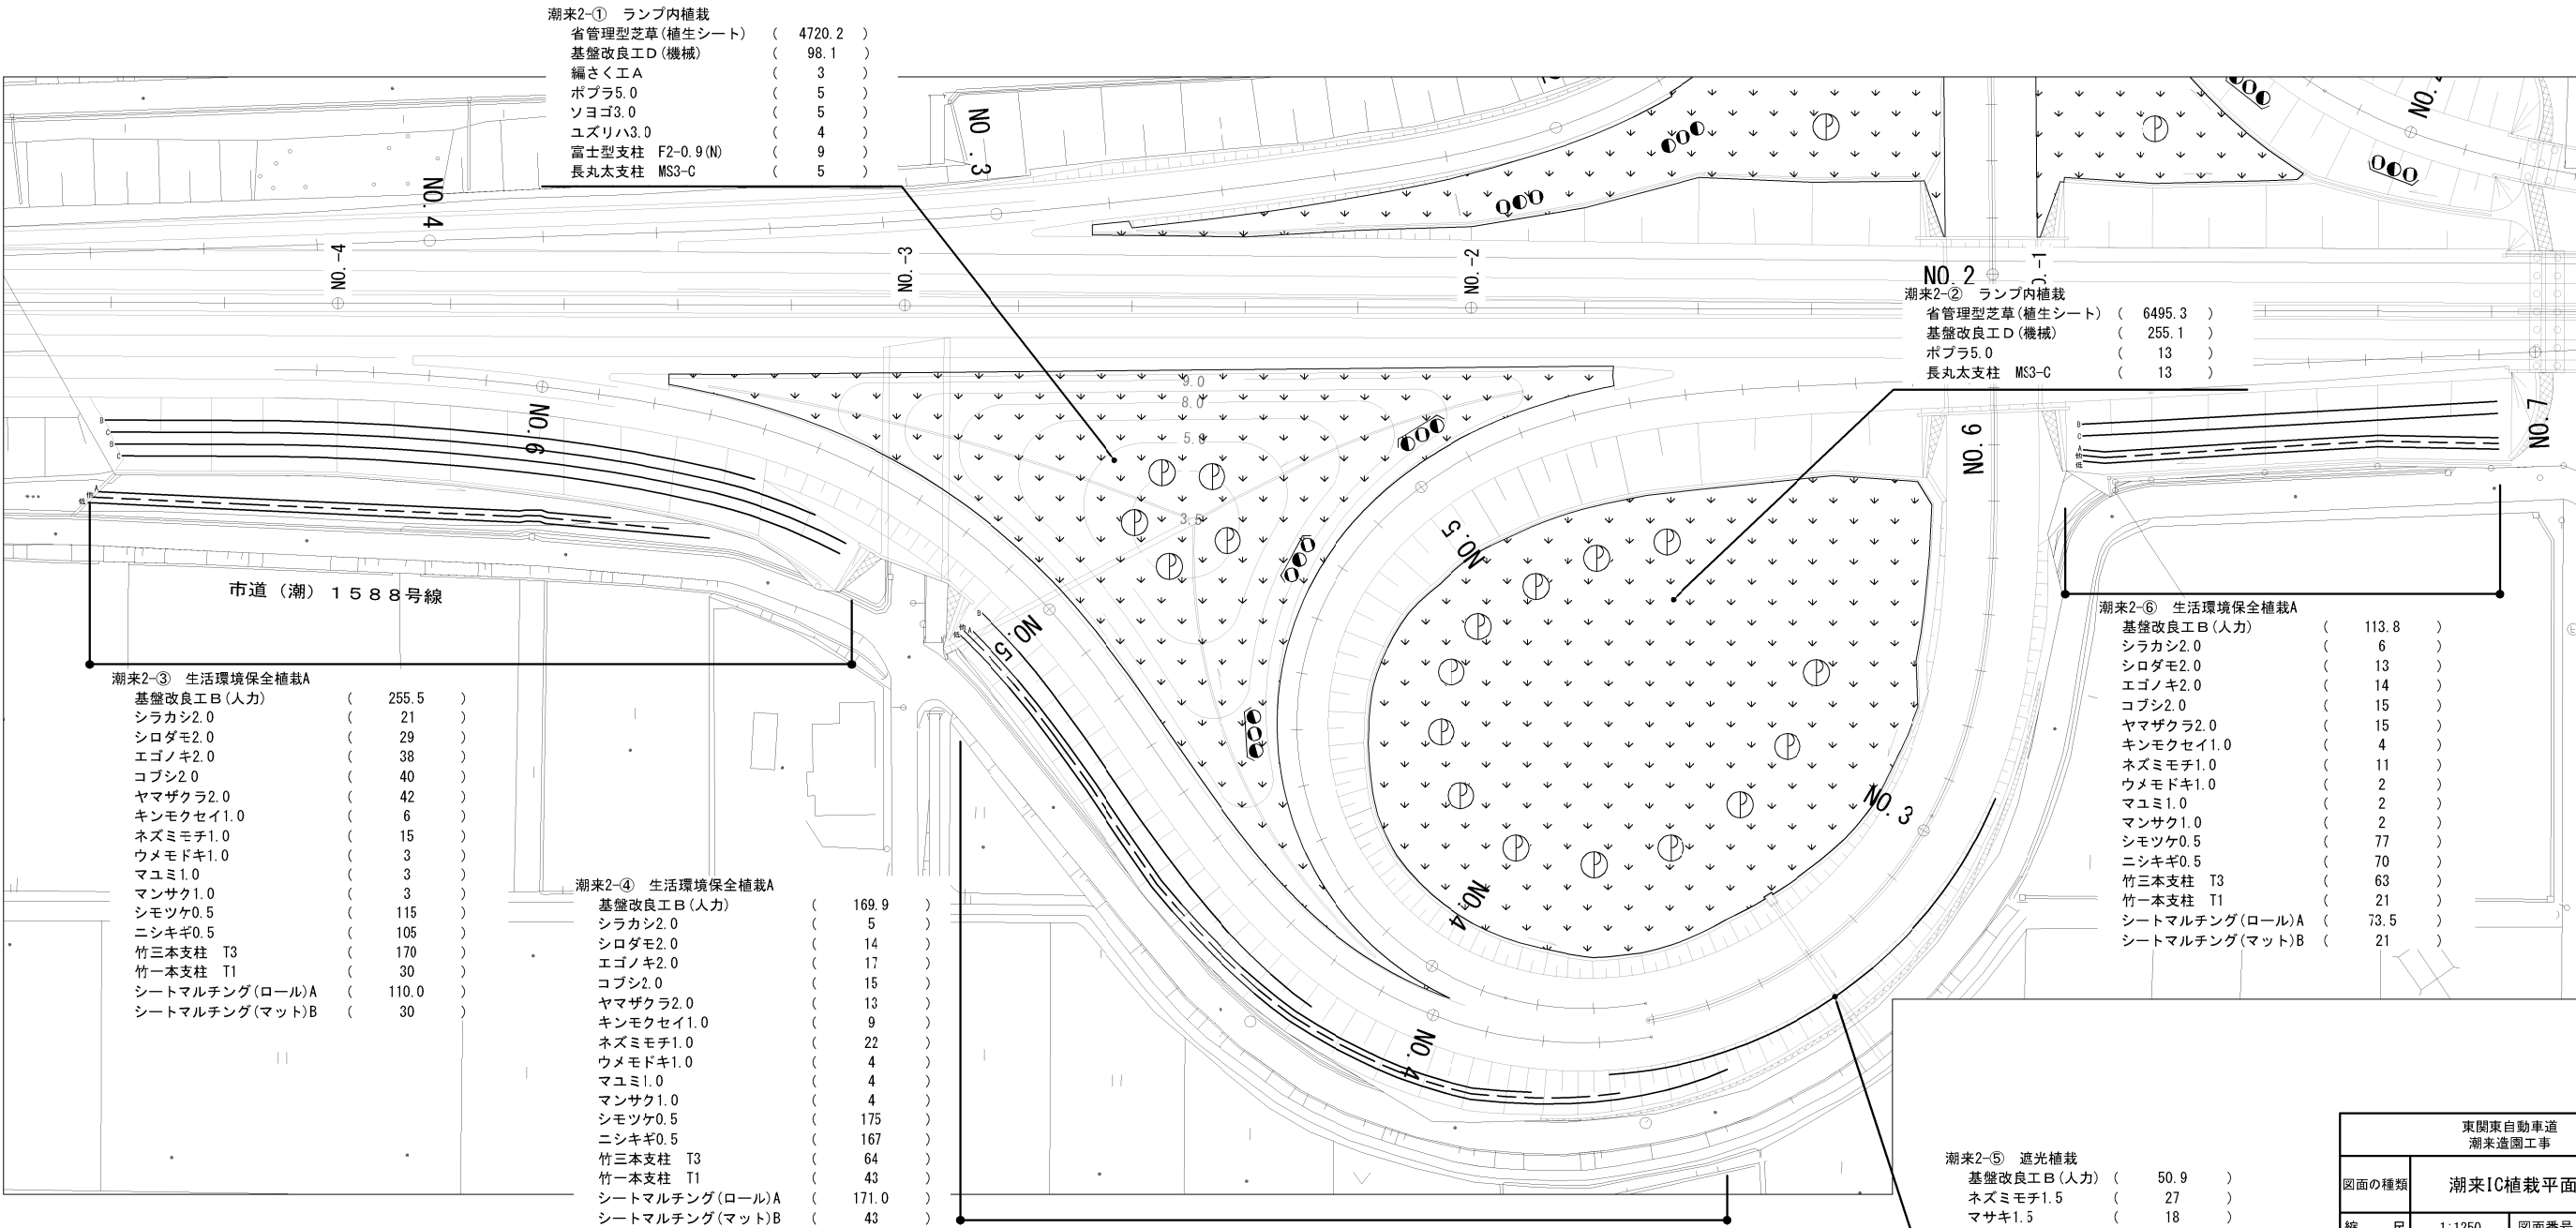 潮来2-① ランプ内植栽
省管理型芝草(植生シート) ( 4720.2 )
基盤改良工D(機械) ( 98.1 )
編さく工A ( 3 )
ポプラ5.0 ( 5 )
ソヨゴ3.0 ( 5 )
ユズリハ3.0 ( 4 )
富士型支柱 F2-0.9(N) ( 9 )
長丸太支柱 MS3-C ( 5 )
NO.3
NO.4
NO.-4
NO.-3
NO.-2
NO.2
潮来2-② ランプ内植栽
省管理型芝草(植生シート) ( 6495.3 )
基盤改良工D(機械) ( 255.1 )
ポプラ5.0 ( 13 )
長丸太支柱 MS3-C ( 13 )
9.0
8.0
5.0
3.5
NO.6
NO.5
NO.5
NO.6
NO.7
NO.3
NO.4
NO.4
B
C
B
C
A
他
低
B
他
A
低
B
C
A
他
低
市道(潮)1588号線
潮来2-③ 生活環境保全植栽A
基盤改良工B(人力) ( 255.5 )
シラカシ2.0 ( 21 )
シロダモ2.0 ( 29 )
エゴノキ2.0 ( 38 )
コブシ2.0 ( 40 )
ヤマザクラ2.0 ( 42 )
キンモクセイ1.0 ( 6 )
ネズミモチ1.0 ( 15 )
ウメモドキ1.0 ( 3 )
マユミ1.0 ( 3 )
マンサク1.0 ( 3 )
シモツケ0.5 ( 115 )
ニシキギ0.5 ( 105 )
竹三本支柱 T3 ( 170 )
竹一本支柱 T1 ( 30 )
シートマルチング(ロール)A ( 110.0 )
シートマルチング(マット)B ( 30 )
潮来2-④ 生活環境保全植栽A
基盤改良工B(人力) ( 169.9 )
シラカシ2.0 ( 5 )
シロダモ2.0 ( 14 )
エゴノキ2.0 ( 17 )
コブシ2.0 ( 15 )
ヤマザクラ2.0 ( 13 )
キンモクセイ1.0 ( 9 )
ネズミモチ1.0 ( 22 )
ウメモドキ1.0 ( 4 )
マユミ1.0 ( 4 )
マンサク1.0 ( 4 )
シモツケ0.5 ( 175 )
ニシキギ0.5 ( 167 )
竹三本支柱 T3 ( 64 )
竹一本支柱 T1 ( 43 )
シートマルチング(ロール)A ( 171.0 )
シートマルチング(マット)B ( 43 )
潮来2-⑥ 生活環境保全植栽A
基盤改良工B(人力) ( 113.8 )
シラカシ2.0 ( 6 )
シロダモ2.0 ( 13 )
エゴノキ2.0 ( 14 )
コブシ2.0 ( 15 )
ヤマザクラ2.0 ( 15 )
キンモクセイ1.0 ( 4 )
ネズミモチ1.0 ( 11 )
ウメモドキ1.0 ( 2 )
マユミ1.0 ( 2 )
マンサク1.0 ( 2 )
シモツケ0.5 ( 77 )
ニシキギ0.5 ( 70 )
竹三本支柱 T3 ( 63 )
竹一本支柱 T1 ( 21 )
シートマルチング(ロール)A ( 73.5 )
シートマルチング(マット)B ( 21 )
潮来2-⑤ 遮光植栽
基盤改良工B(人力) ( 50.9 )
ネズミモチ1.5 ( 27 )
マサキ1.5 ( 18 )
東関東自動車道
潮来造園工事
図面の種類 潮来IC植栽平面
縮 尺 1:1250 図面番号